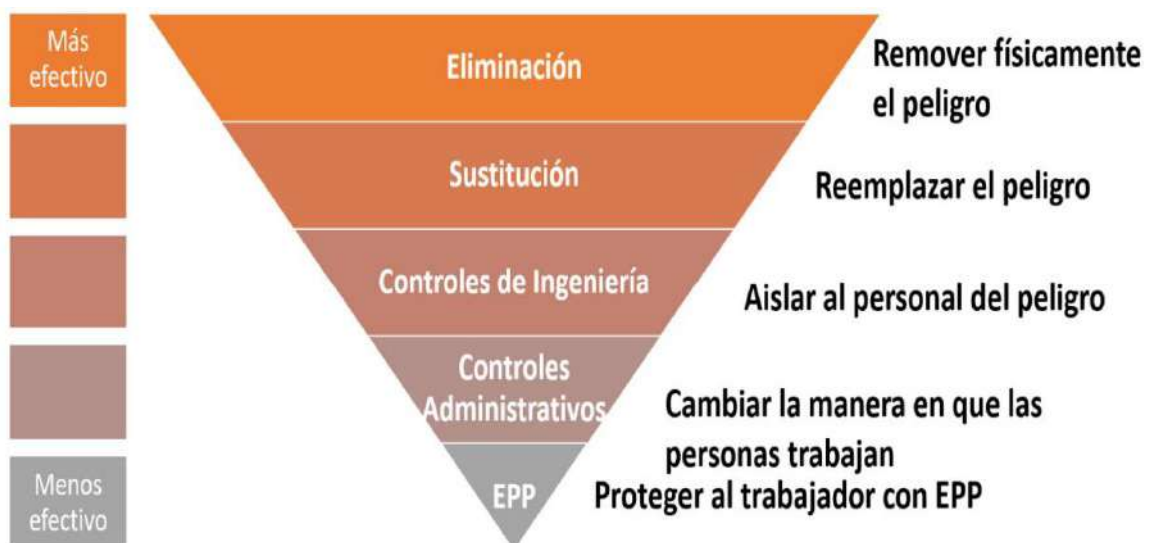 Más
efectivo
Eliminación
Remover físicamente
el peligro
Sustitución
Reemplazar el peligro
Controles de Ingeniería
Aislar al personal del peligro
Controles
Administrativos
Cambiar la manera en que las
personas trabajan
Menos
efectivo
EPP
Proteger al trabajador con EPP